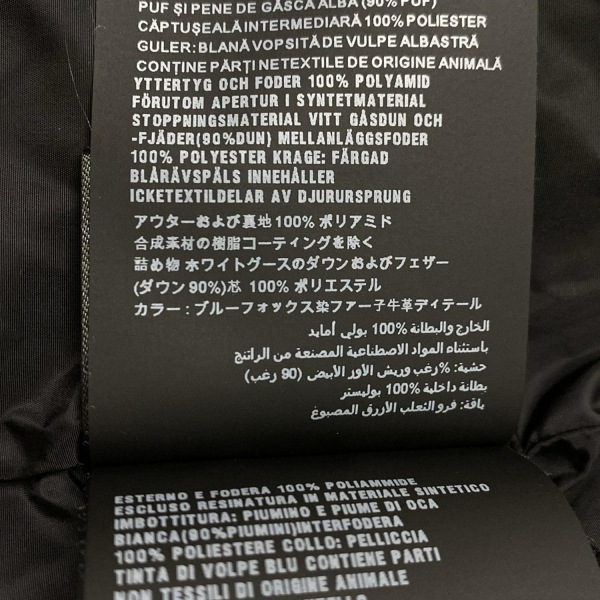 PUF ȘI PENE DE GÂSCĂ ALBĂ (90% PUF)
CĂPTUȘEALĂ INTERMEDIARĂ 100% POLIESTER
GULER: BLANĂ VOPSITĂ DE VULPE ALBASTRĂ
CONȚINE PĂRȚI NETEXTILE DE ORIGINE ANIMALĂ
YTTERTYG OCH FODER 100% POLYAMID
FÖRUTOM APERTUR I SYNTETMATERIAL
STOPPNINGSMATERIAL VITT GÅSDUN OCH
-FJÄDER(90%DUN) MELLANLÄGGSFODER
100% POLYESTER KRAGE: FÄRGAD
BLÅRÄVSPÄLS INNEHÅLLER
ICKETEXTILDELAR AV DJURURSPRUNG
アウターおよび裏地100% ポリアミド
合成素材の樹脂コーティングを除く
詰め物 ホワイトグースのダウンおよびフェザー
(ダウン 90%)芯 100% ポリエステル
カラー : ブルーフォックス染ファー子牛革ディテール
الخارج والبطانة 100% بولي أمايد
باستثناء المواد الاصطناعية المصنعة من الراتنج
حشية: %رغب وريش الأور الأبيض (90 رغب)
بطانة داخلية 100% بوليستر
ياقة: فرو الثعلب الأزرق المصبوغ
ESTERNO E FODERA 100% POLIAMMIDE
ESCLUSO RESINATURA IN MATERIALE SINTETICO
IMBOTTITURA: PIUMINO E PIUME DI OCA
BIANCA(90%PIUMINI)INTERFODERA
100% POLIESTERE COLLO: PELLICCIA
TINTA DI VOLPE BLU CONTIENE PARTI
NON TESSILI DI ORIGINE ANIMALE